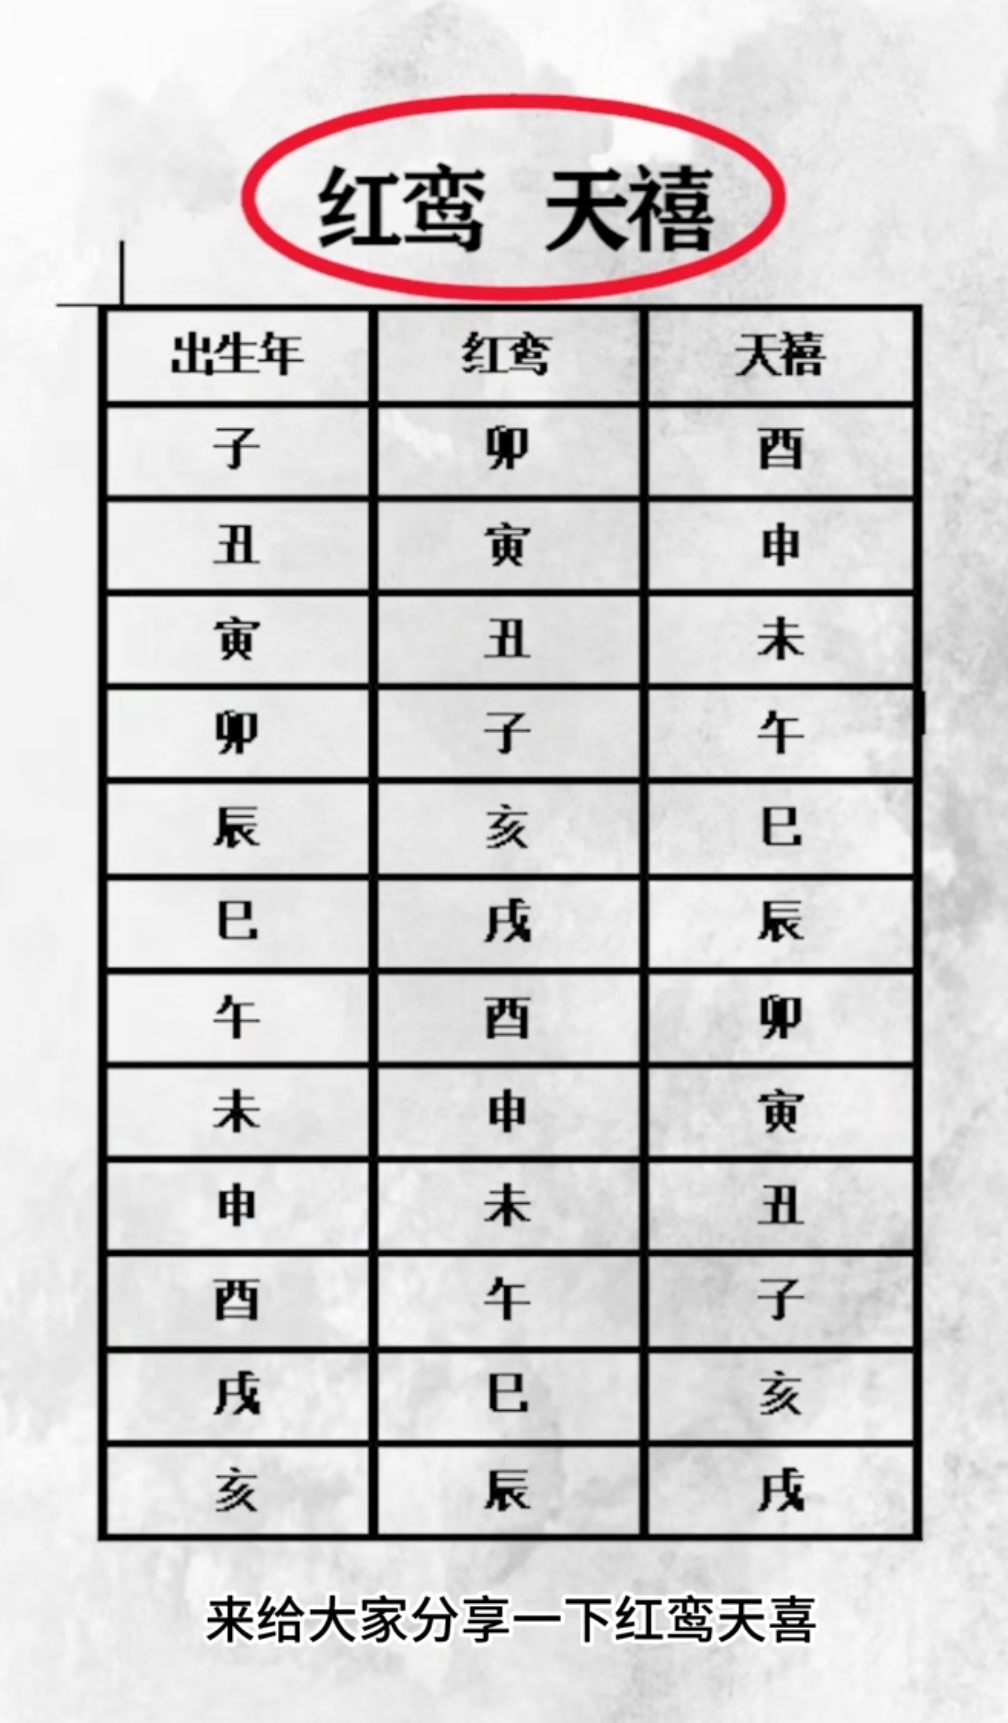 红鸾 天禧
出生年 红鸾 天禧
子 卯 酉
丑 寅 申
寅 丑 未
卯 子 午
辰 亥 巳
巳 戌 辰
午 酉 卯
未 申 寅
申 未 丑
酉 午 子
戌 巳 亥
亥 辰 戌
来给大家分享一下红鸾天喜